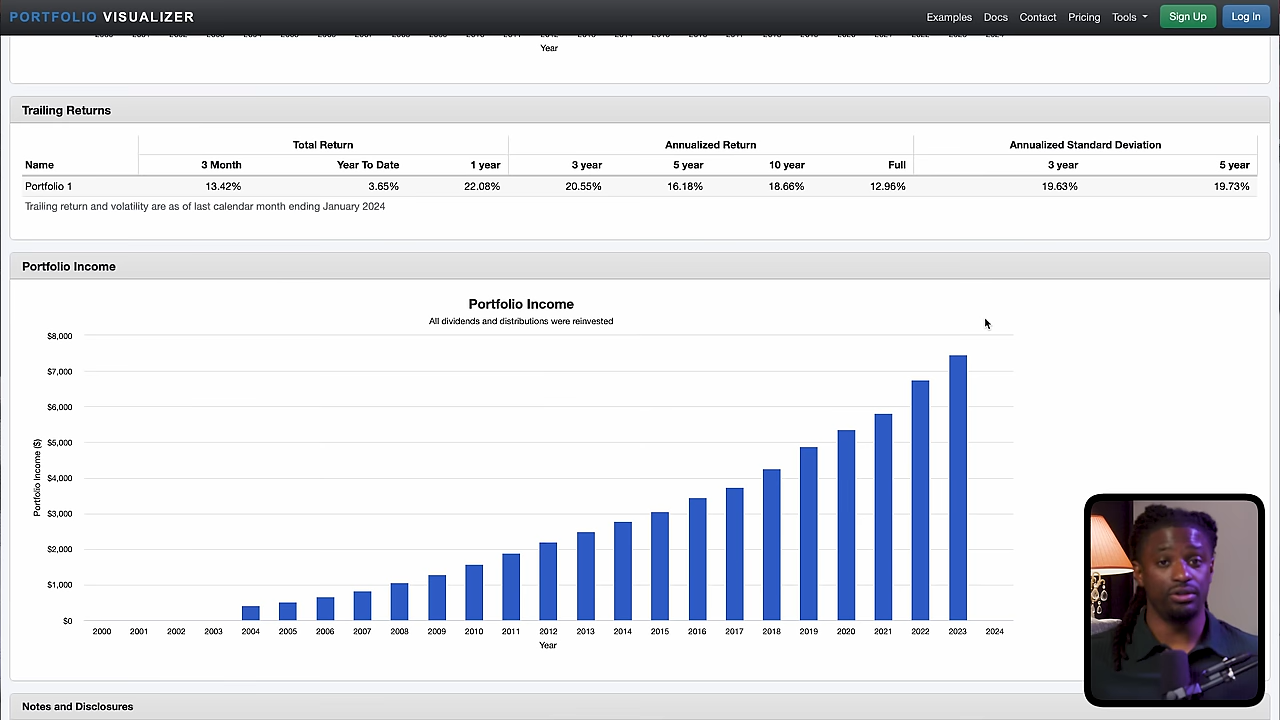 PORTFOLIO VISUALIZER
Examples Docs Contact Pricing Tools Sign Up Log In
Year
Trailing Returns
Total Return Annualized Return Annualized Standard Deviation
Name 3 Month Year To Date 1 year 3 year 5 year 10 year Full 3 year 5 year
Portfolio 1 13.42% 3.65% 22.08% 20.55% 16.18% 18.66% 12.96% 19.63% 19.73%
Trailing return and volatility are as of last calendar month ending January 2024
Portfolio Income
Portfolio Income
All dividends and distributions were reinvested
Portfolio Income ($)
$8,000
$7,000
$6,000
$5,000
$4,000
$3,000
$2,000
$1,000
$0
2000 2001 2002 2003 2004 2005 2006 2007 2008 2009 2010 2011 2012 2013 2014 2015 2016 2017 2018 2019 2020 2021 2022 2023 2024
Year
Notes and Disclosures